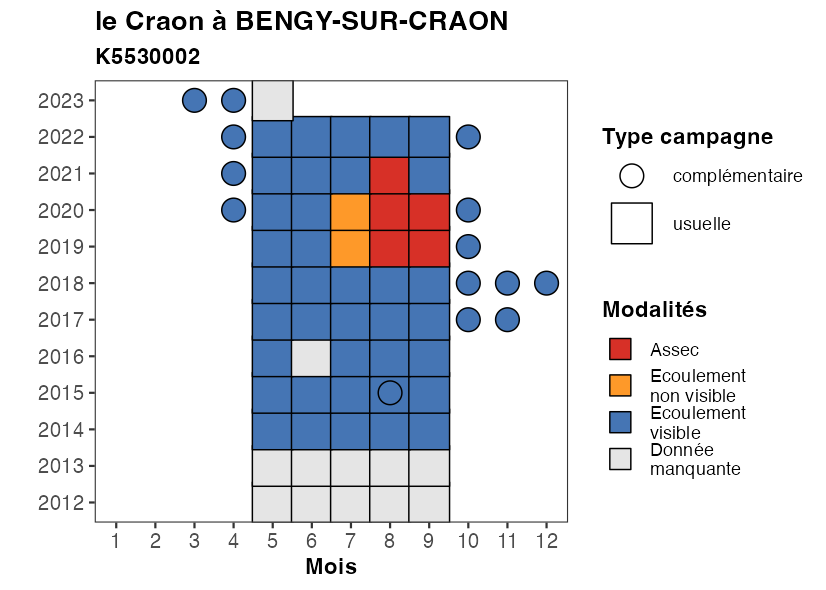 le Craon à BENGY-SUR-CRAON
K5530002
2023
2022
2021
2020
2019
2018
2017
2016
2015
2014
2013
2012
1 2 3 4 5 6 7 8 9 10 11 12
Mois
Type campagne
complémentaire
usuelle
Modalités
Assec
Ecoulement
non visible
Ecoulement
visible
Donnée
manquante